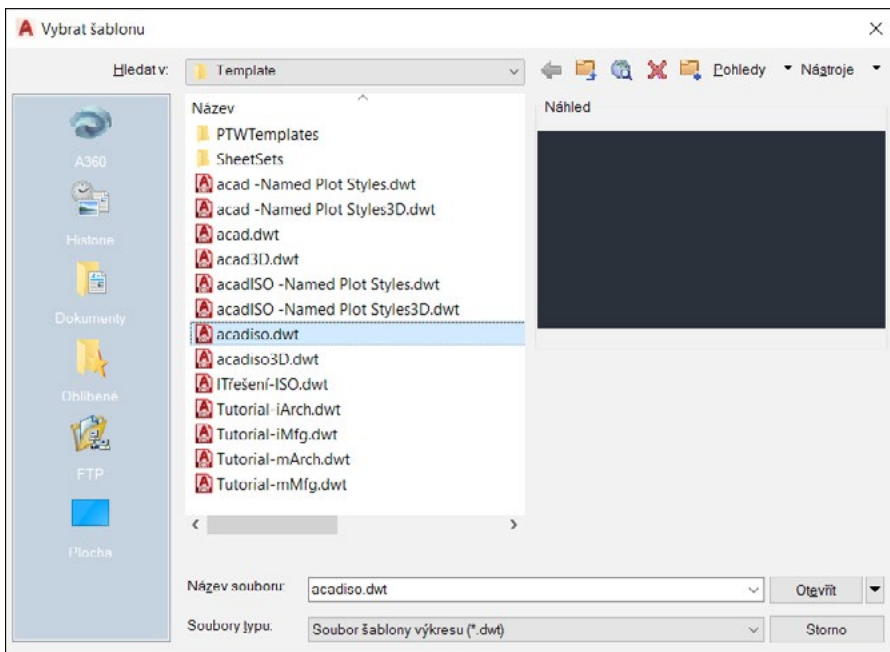 Vybrat šablonu
Hledat v: Template Pohledy Nástroje
A360
Historie
Dokumenty
Oblíbené
FTP
Plocha
Název
PTWTemplates
SheetSets
acad -Named Plot Styles.dwt
acad -Named Plot Styles3D.dwt
acad.dwt
acad3D.dwt
acadISO -Named Plot Styles.dwt
acadISO -Named Plot Styles3D.dwt
acadiso.dwt
acadiso3D.dwt
ITřešení-ISO.dwt
Tutorial-iArch.dwt
Tutorial-iMfg.dwt
Tutorial-mArch.dwt
Tutorial-mMfg.dwt
Náhled
Název souboru: acadiso.dwt Otevřít
Soubory typu: Soubor šablony výkresu (*.dwt) Storno